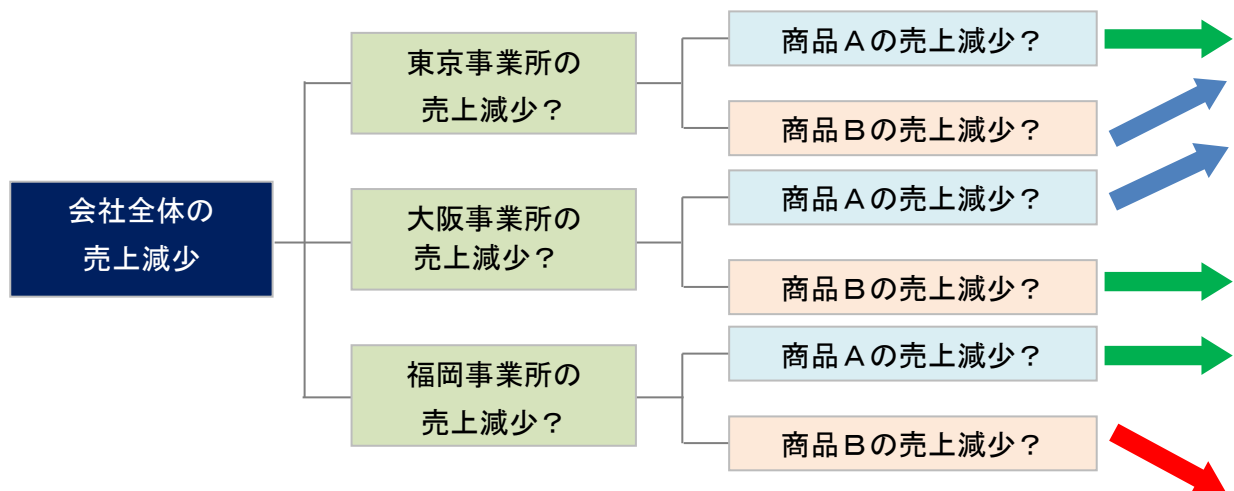 会社全体の
売上減少
東京事業所の
売上減少？
商品Ａの売上減少？
商品Ｂの売上減少？
大阪事業所の
売上減少？
商品Ａの売上減少？
商品Ｂの売上減少？
福岡事業所の
売上減少？
商品Ａの売上減少？
商品Ｂの売上減少？